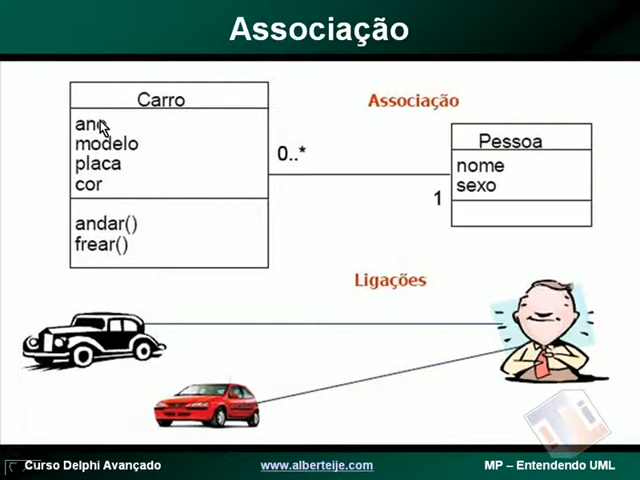 Associação
Carro
ano
modelo
placa
cor
andar()
frear()
Associação
0..*
1
Pessoa
nome
sexo
Ligações
Curso Delphi Avançado
www.alberteije.com
MP – Entendendo UML